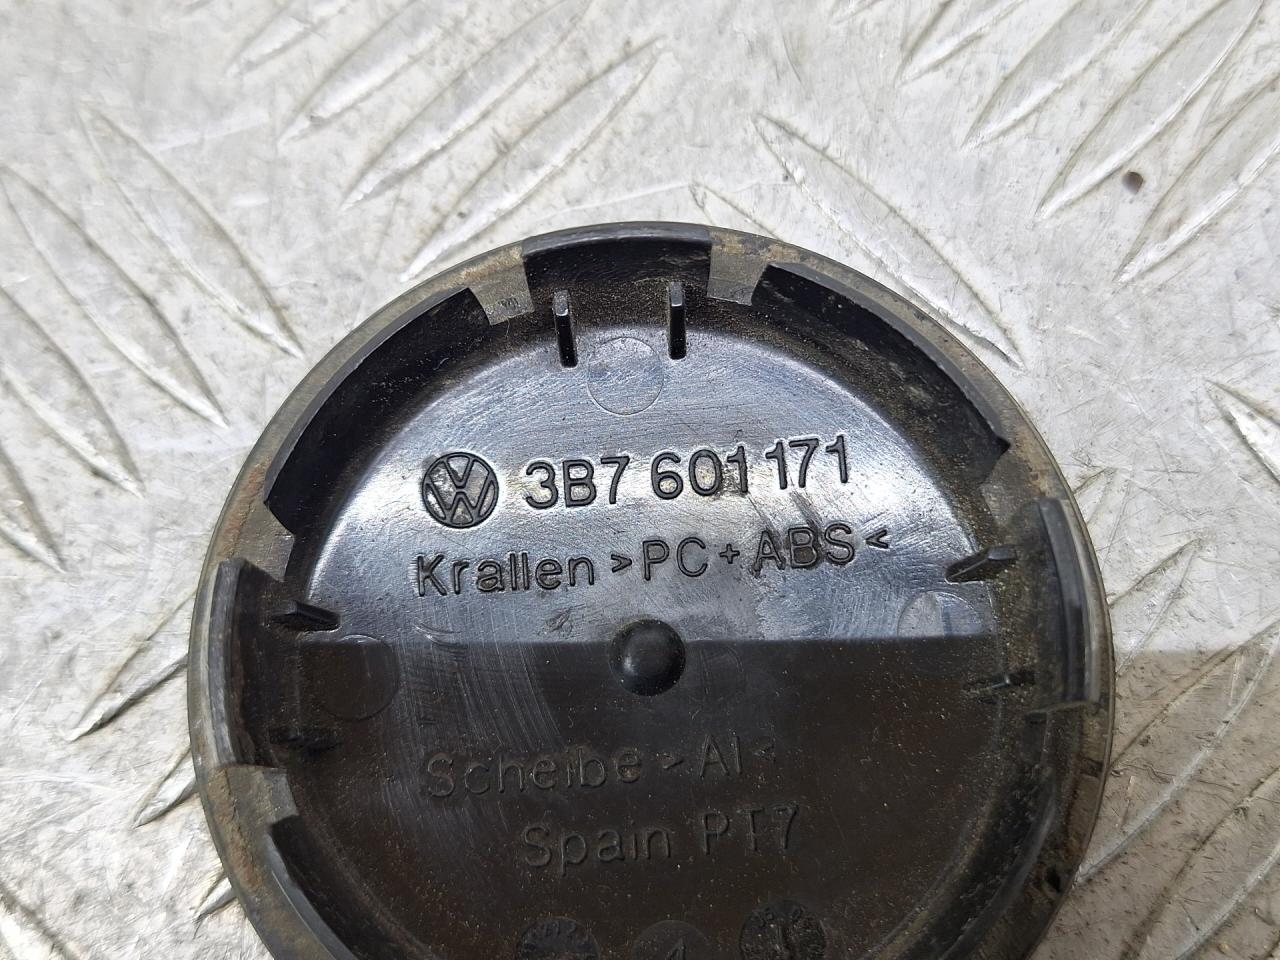 3B7 601 171
Krallen >PC + ABS<
Scheibe >Al<
Spain PT7